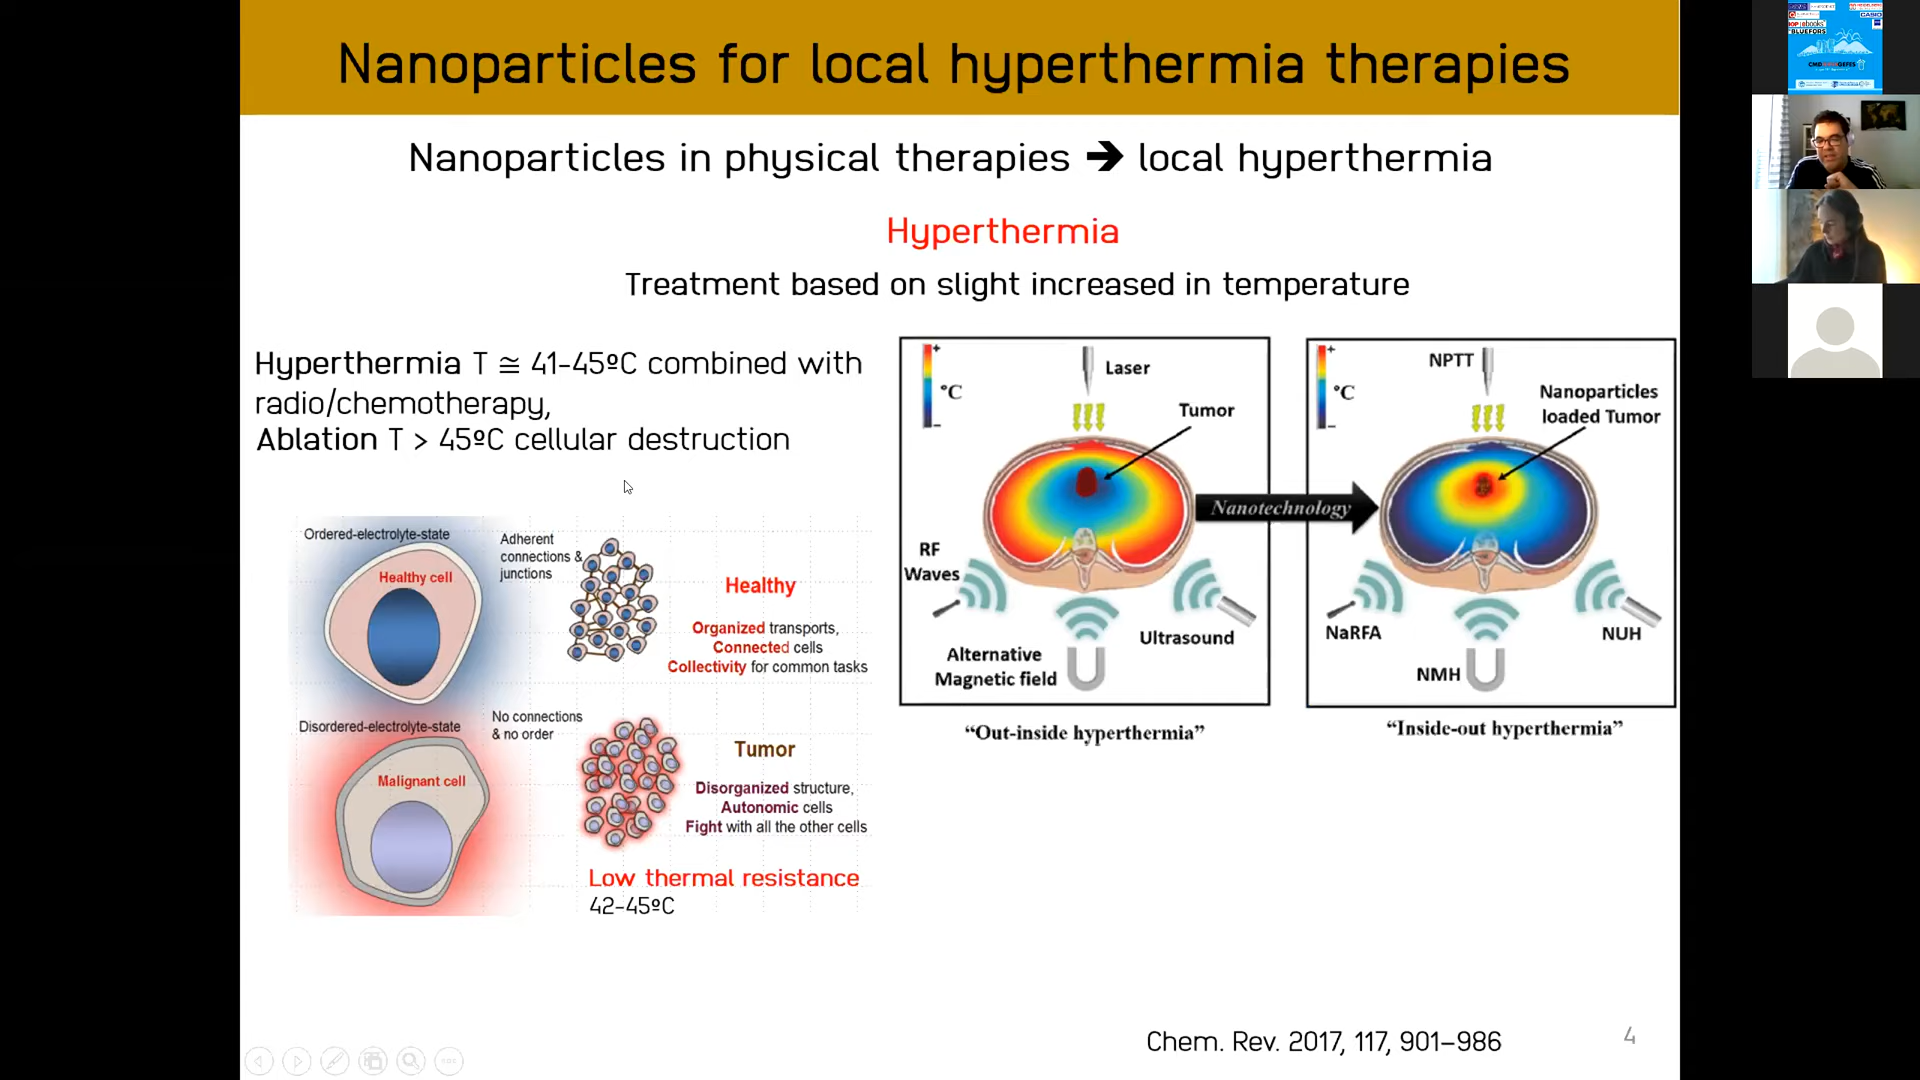 Nanoparticles for local hyperthermia therapies
Nanoparticles in physical therapies → local hyperthermia
Hyperthermia
Treatment based on slight increased in temperature
Hyperthermia T ≅ 41-45ºC combined with
radio/chemotherapy,
Ablation T > 45ºC cellular destruction
Ordered-electrolyte-state
Healthy cell
Adherent
connections &
junctions
Healthy
Organized transports,
Connected cells
Collectivity for common tasks
Disordered-electrolyte-state
Malignant cell
No connections
& no order
Tumor
Disorganized structure,
Autonomic cells
Fight with all the other cells
Low thermal resistance
42-45ºC
+
°C
−
Laser
Tumor
RF
Waves
Alternative
Magnetic field
Ultrasound
“Out-inside hyperthermia”
Nanotechnology
+
°C
−
NPTT
Nanoparticles
loaded Tumor
NaRFA
NMH
NUH
“Inside-out hyperthermia”
Chem. Rev. 2017, 117, 901–986
4
CASIO
IOP ebooks
BLUEFORS